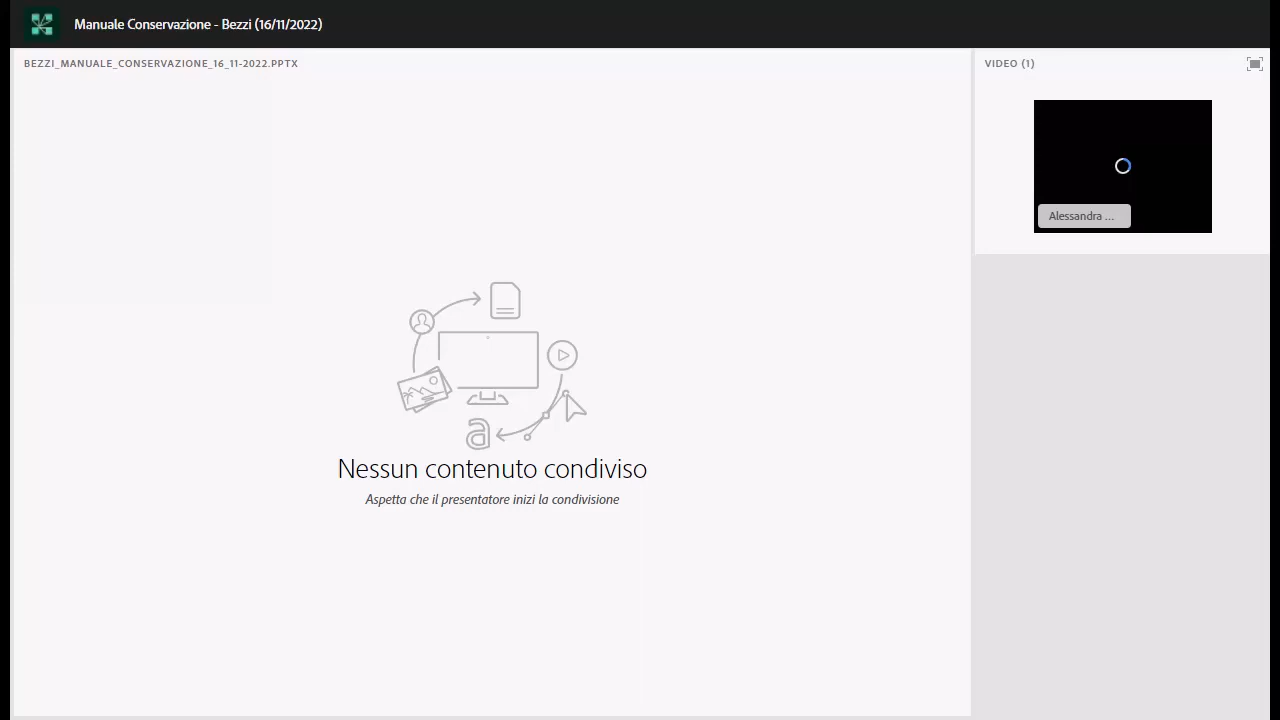 Manuale Conservazione - Bezzi (16/11/2022)
BEZZI_MANUALE_CONSERVAZIONE_16_11-2022.PPTX
VIDEO (1)
Alessandra ...
a
Nessun contenuto condiviso
Aspetta che il presentatore inizi la condivisione